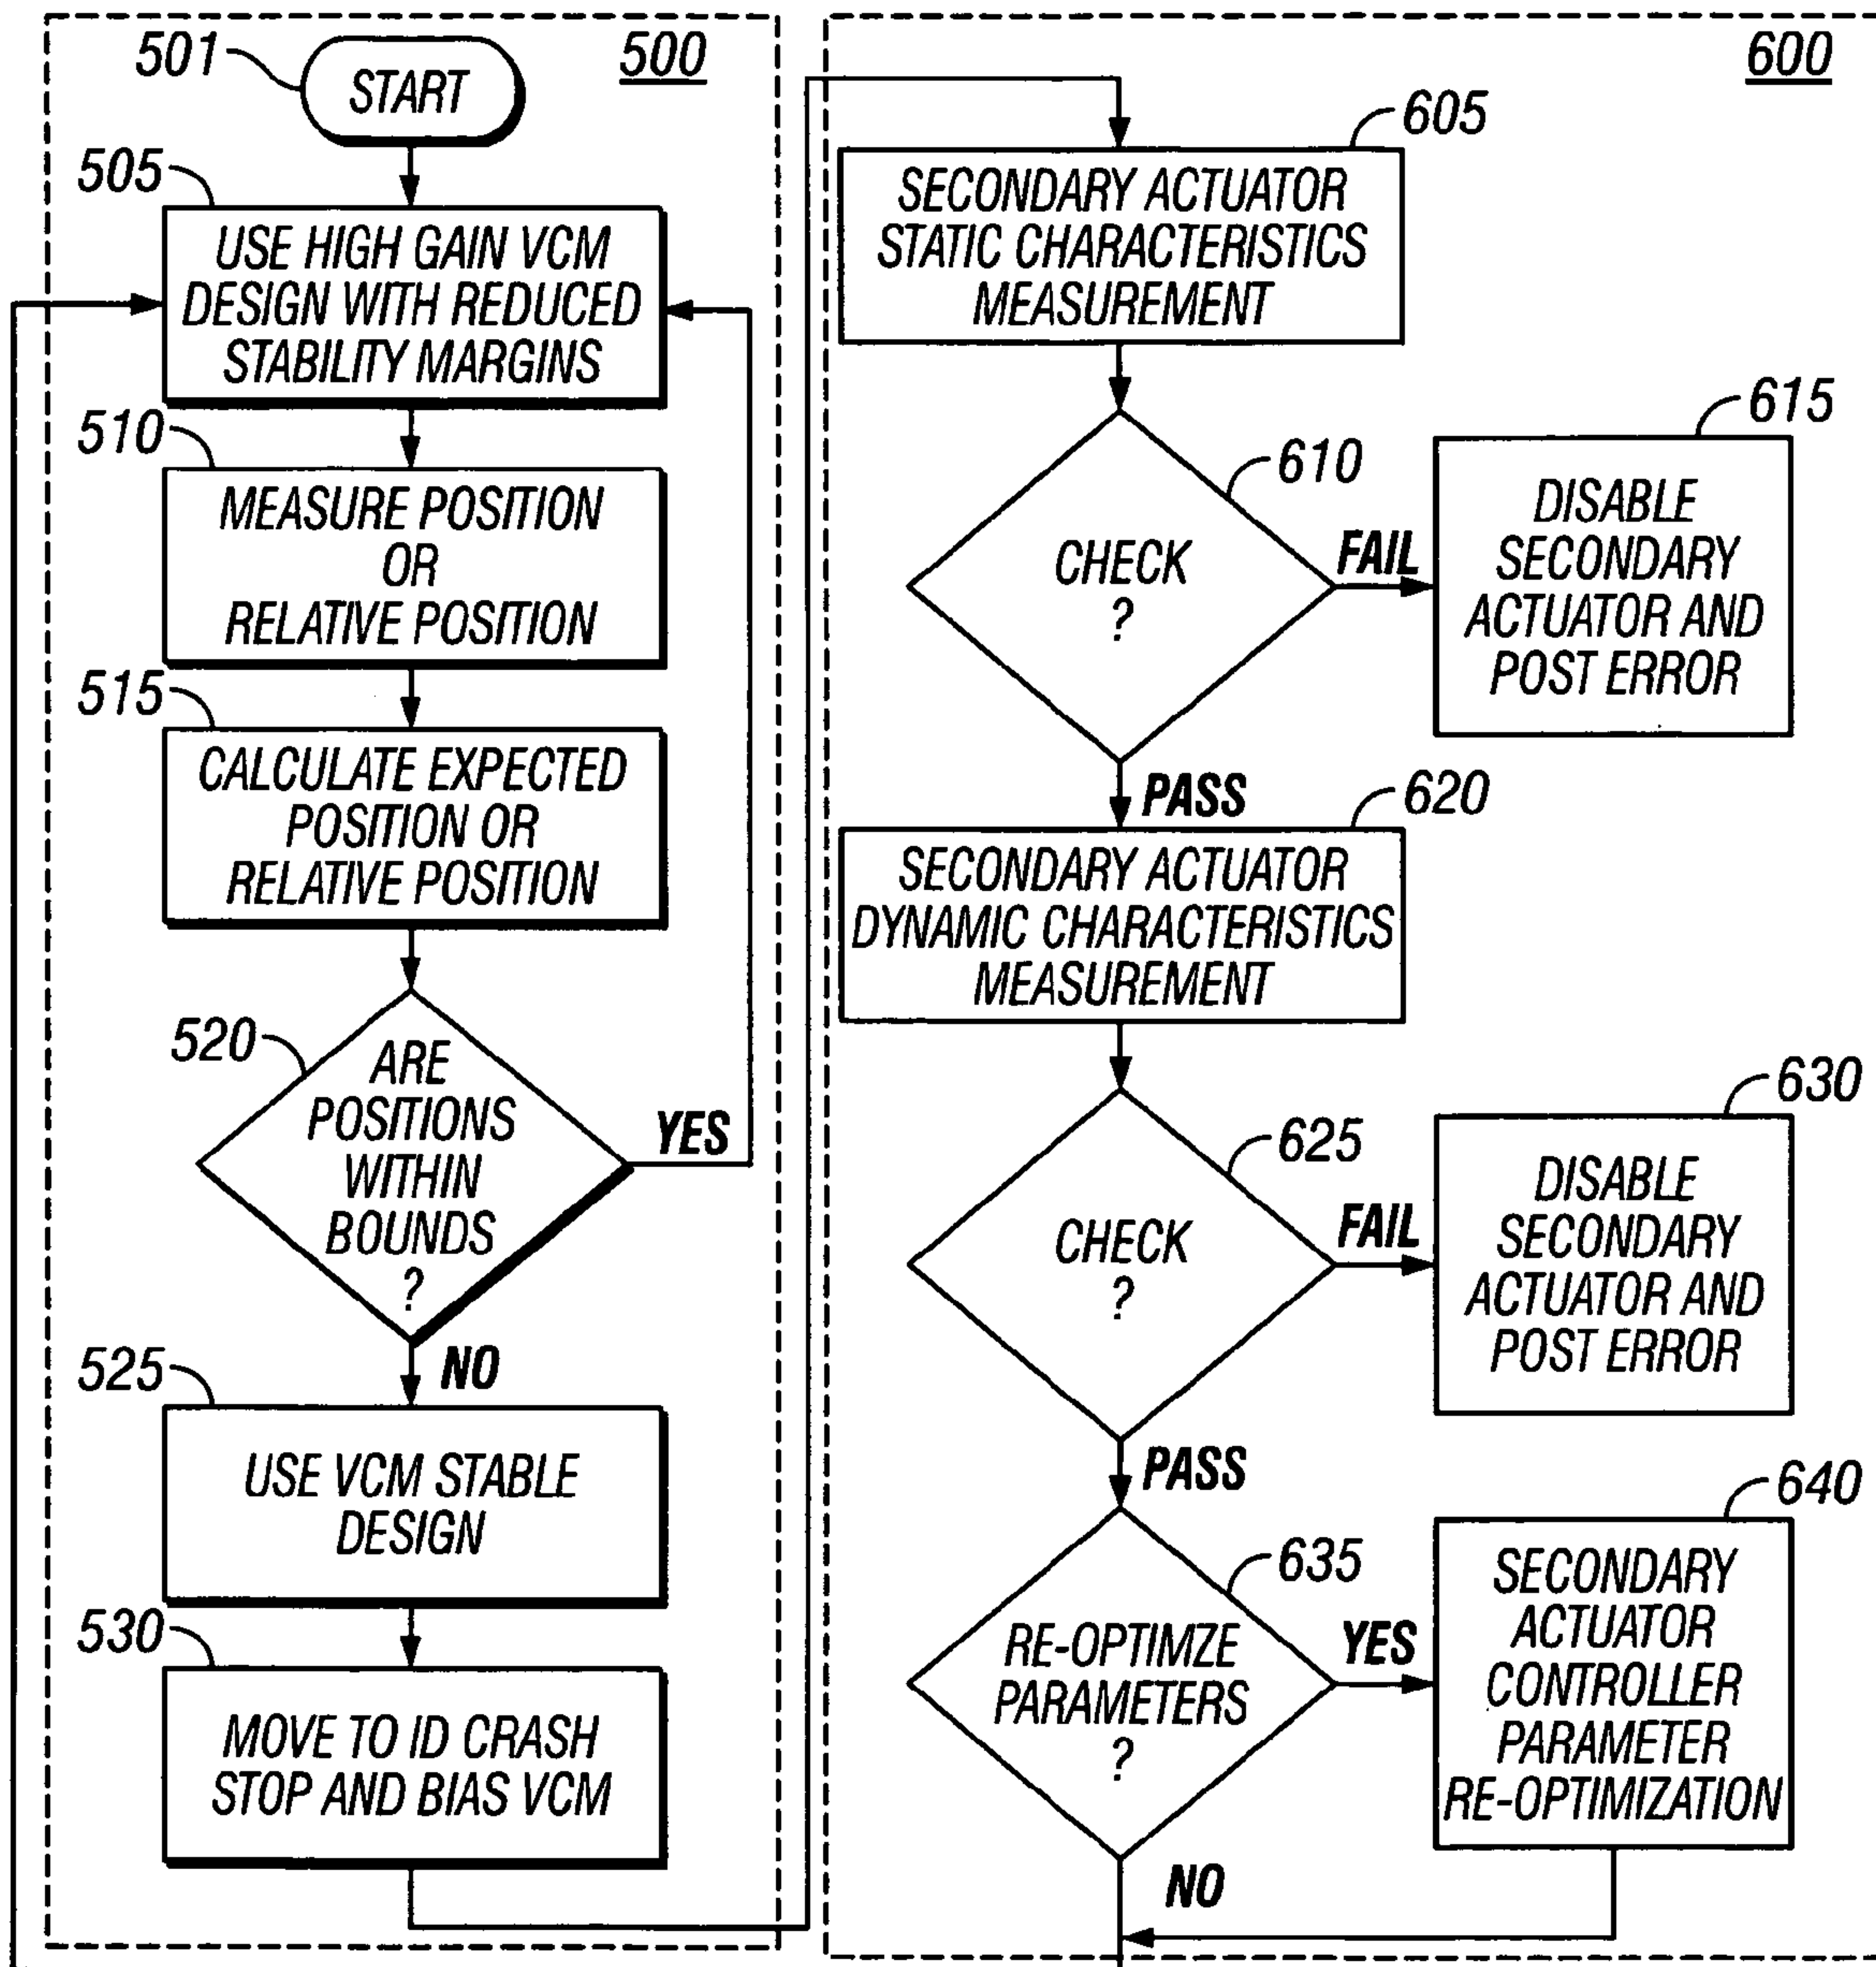 500
501
START
505
USE HIGH GAIN VCM
DESIGN WITH REDUCED
STABILITY MARGINS
510
MEASURE POSITION
OR
RELATIVE POSITION
515
CALCULATE EXPECTED
POSITION OR
RELATIVE POSITION
520
ARE
POSITIONS
WITHIN
BOUNDS
?
YES
NO
525
USE VCM STABLE
DESIGN
530
MOVE TO ID CRASH
STOP AND BIAS VCM
600
605
SECONDARY ACTUATOR
STATIC CHARACTERISTICS
MEASUREMENT
610
CHECK
?
FAIL
615
DISABLE
SECONDARY
ACTUATOR AND
POST ERROR
PASS
620
SECONDARY ACTUATOR
DYNAMIC CHARACTERISTICS
MEASUREMENT
625
CHECK
?
FAIL
630
DISABLE
SECONDARY
ACTUATOR AND
POST ERROR
PASS
635
RE-OPTIMZE
PARAMETERS
?
YES
640
SECONDARY
ACTUATOR
CONTROLLER
PARAMETER
RE-OPTIMIZATION
NO